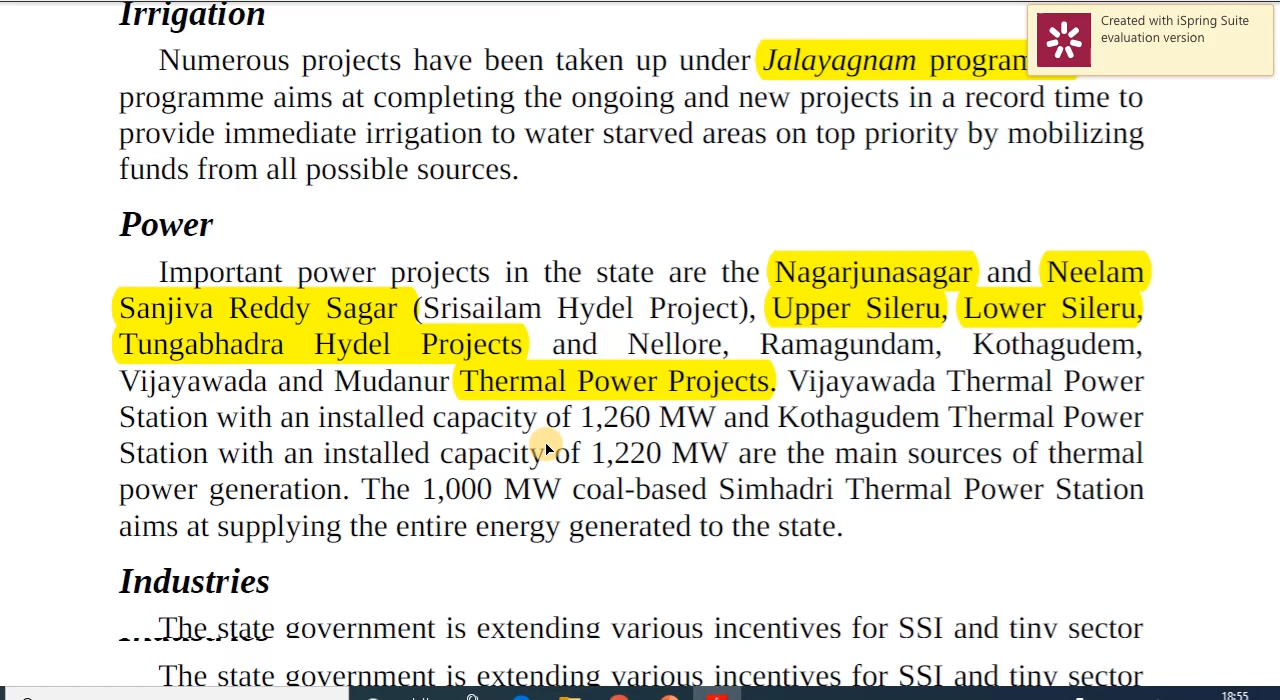 Irrigation
Created with iSpring Suite
evaluation version
Numerous projects have been taken up under Jalayagnam
programme aims at completing the ongoing and new projects in a record time to
provide immediate irrigation to water starved areas on top priority by mobilizing
funds from all possible sources.
Power
Important power projects in the state are the Nagarjunasagar and Neelam
Sanjiva Reddy Sagar (Srisailam Hydel Project), Upper Sileru, Lower Sileru,
Tungabhadra Hydel Projects and Nellore, Ramagundam, Kothagudem,
Vijayawada and Mudanur Thermal Power Projects. Vijayawada Thermal Power
Station with an installed capacity of 1,260 MW and Kothagudem Thermal Power
Station with an installed capacity of 1,220 MW are the main sources of thermal
power generation. The 1,000 MW coal-based Simhadri Thermal Power Station
aims at supplying the entire energy generated to the state.
Industries
The state government is extending various incentives for SSI and tiny sector
The state government is extending various incentives for SSI and tiny sector
18:55